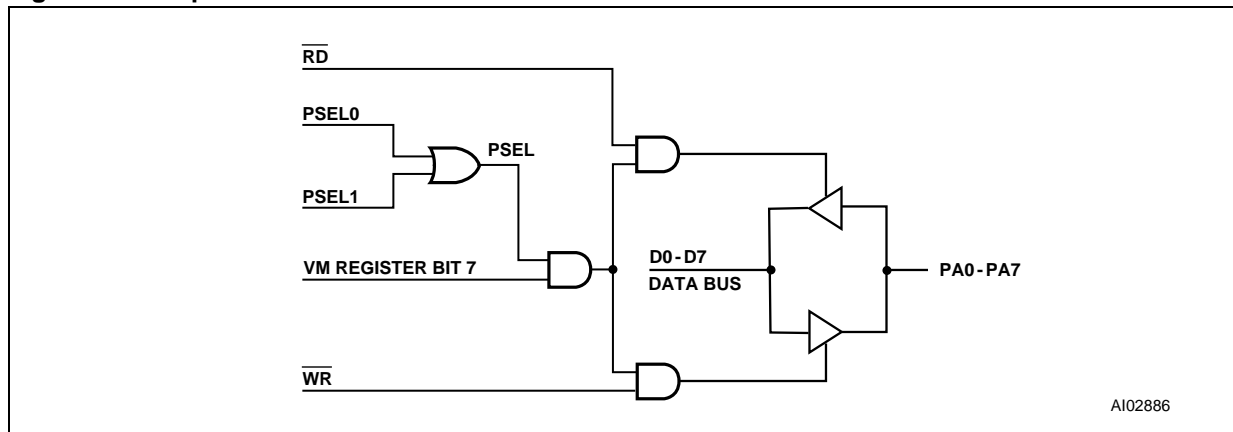 RD
PSEL0
PSEL
PSEL1
VM REGISTER BIT 7
D0-D7
DATA BUS
PA0-PA7
WR
AI02886